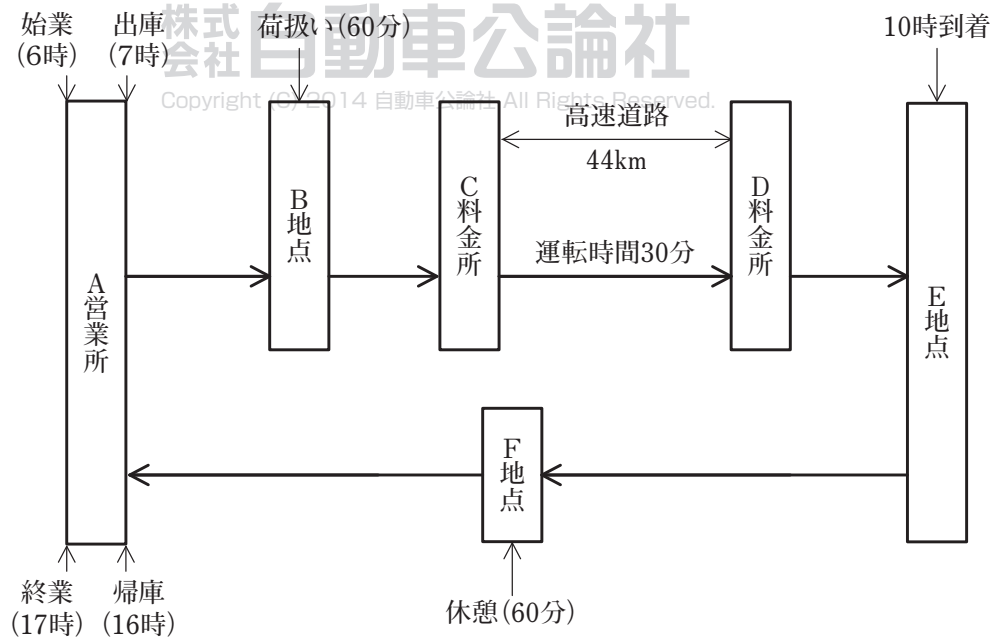 株式会社 自動車公論社
Copyright (C) 2014 自動車公論社 All Rights Reserved.
始業
(6時)
出庫
(7時)
荷扱い(60分)
10時到着
高速道路
44km
A営業所
B地点
C料金所
運転時間30分
D料金所
E地点
F地点
終業
(17時)
帰庫
(16時)
休憩(60分)